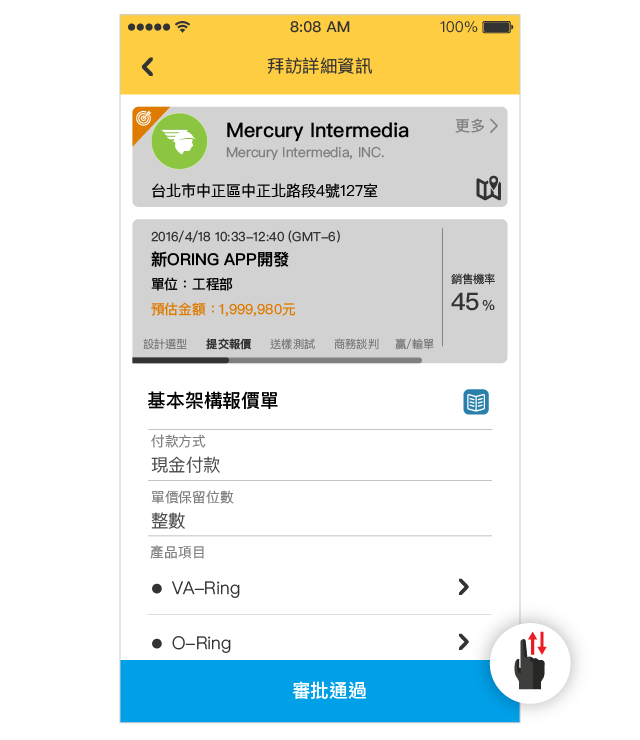 8:08 AM 100%
拜訪詳細資訊
Mercury Intermedia 更多
Mercury Intermedia, INC.
台北市中正區中正北路段4號127室
2016/4/18 10:33-12:40 (GMT-6)
新ORING APP開發
單位：工程部
預估金額：1,999,980元
銷售機率
45 %
設計選型 提交報價 送樣測試 商務談判 贏/輸單
基本架構報價單
付款方式
現金付款
單價保留位數
整數
產品項目
● VA-Ring
● O-Ring
審批通過